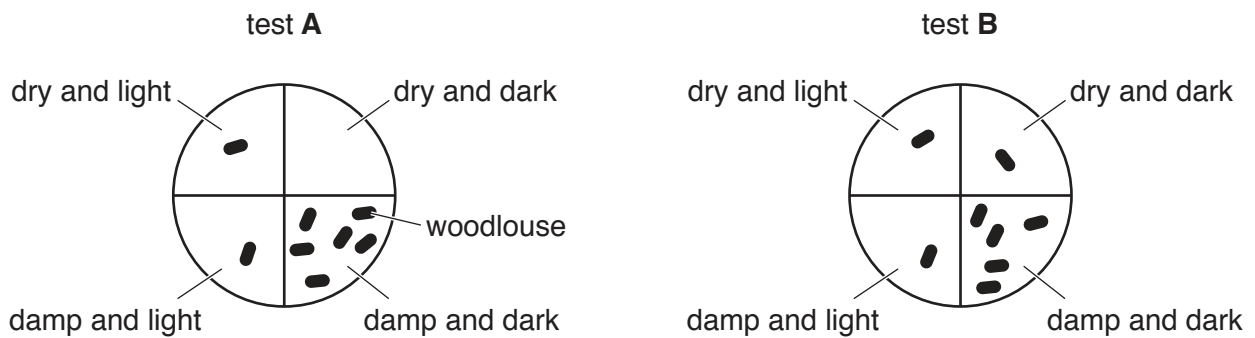 test A
dry and light
dry and dark
woodlouse
damp and light
damp and dark
test B
dry and light
dry and dark
damp and light
damp and dark